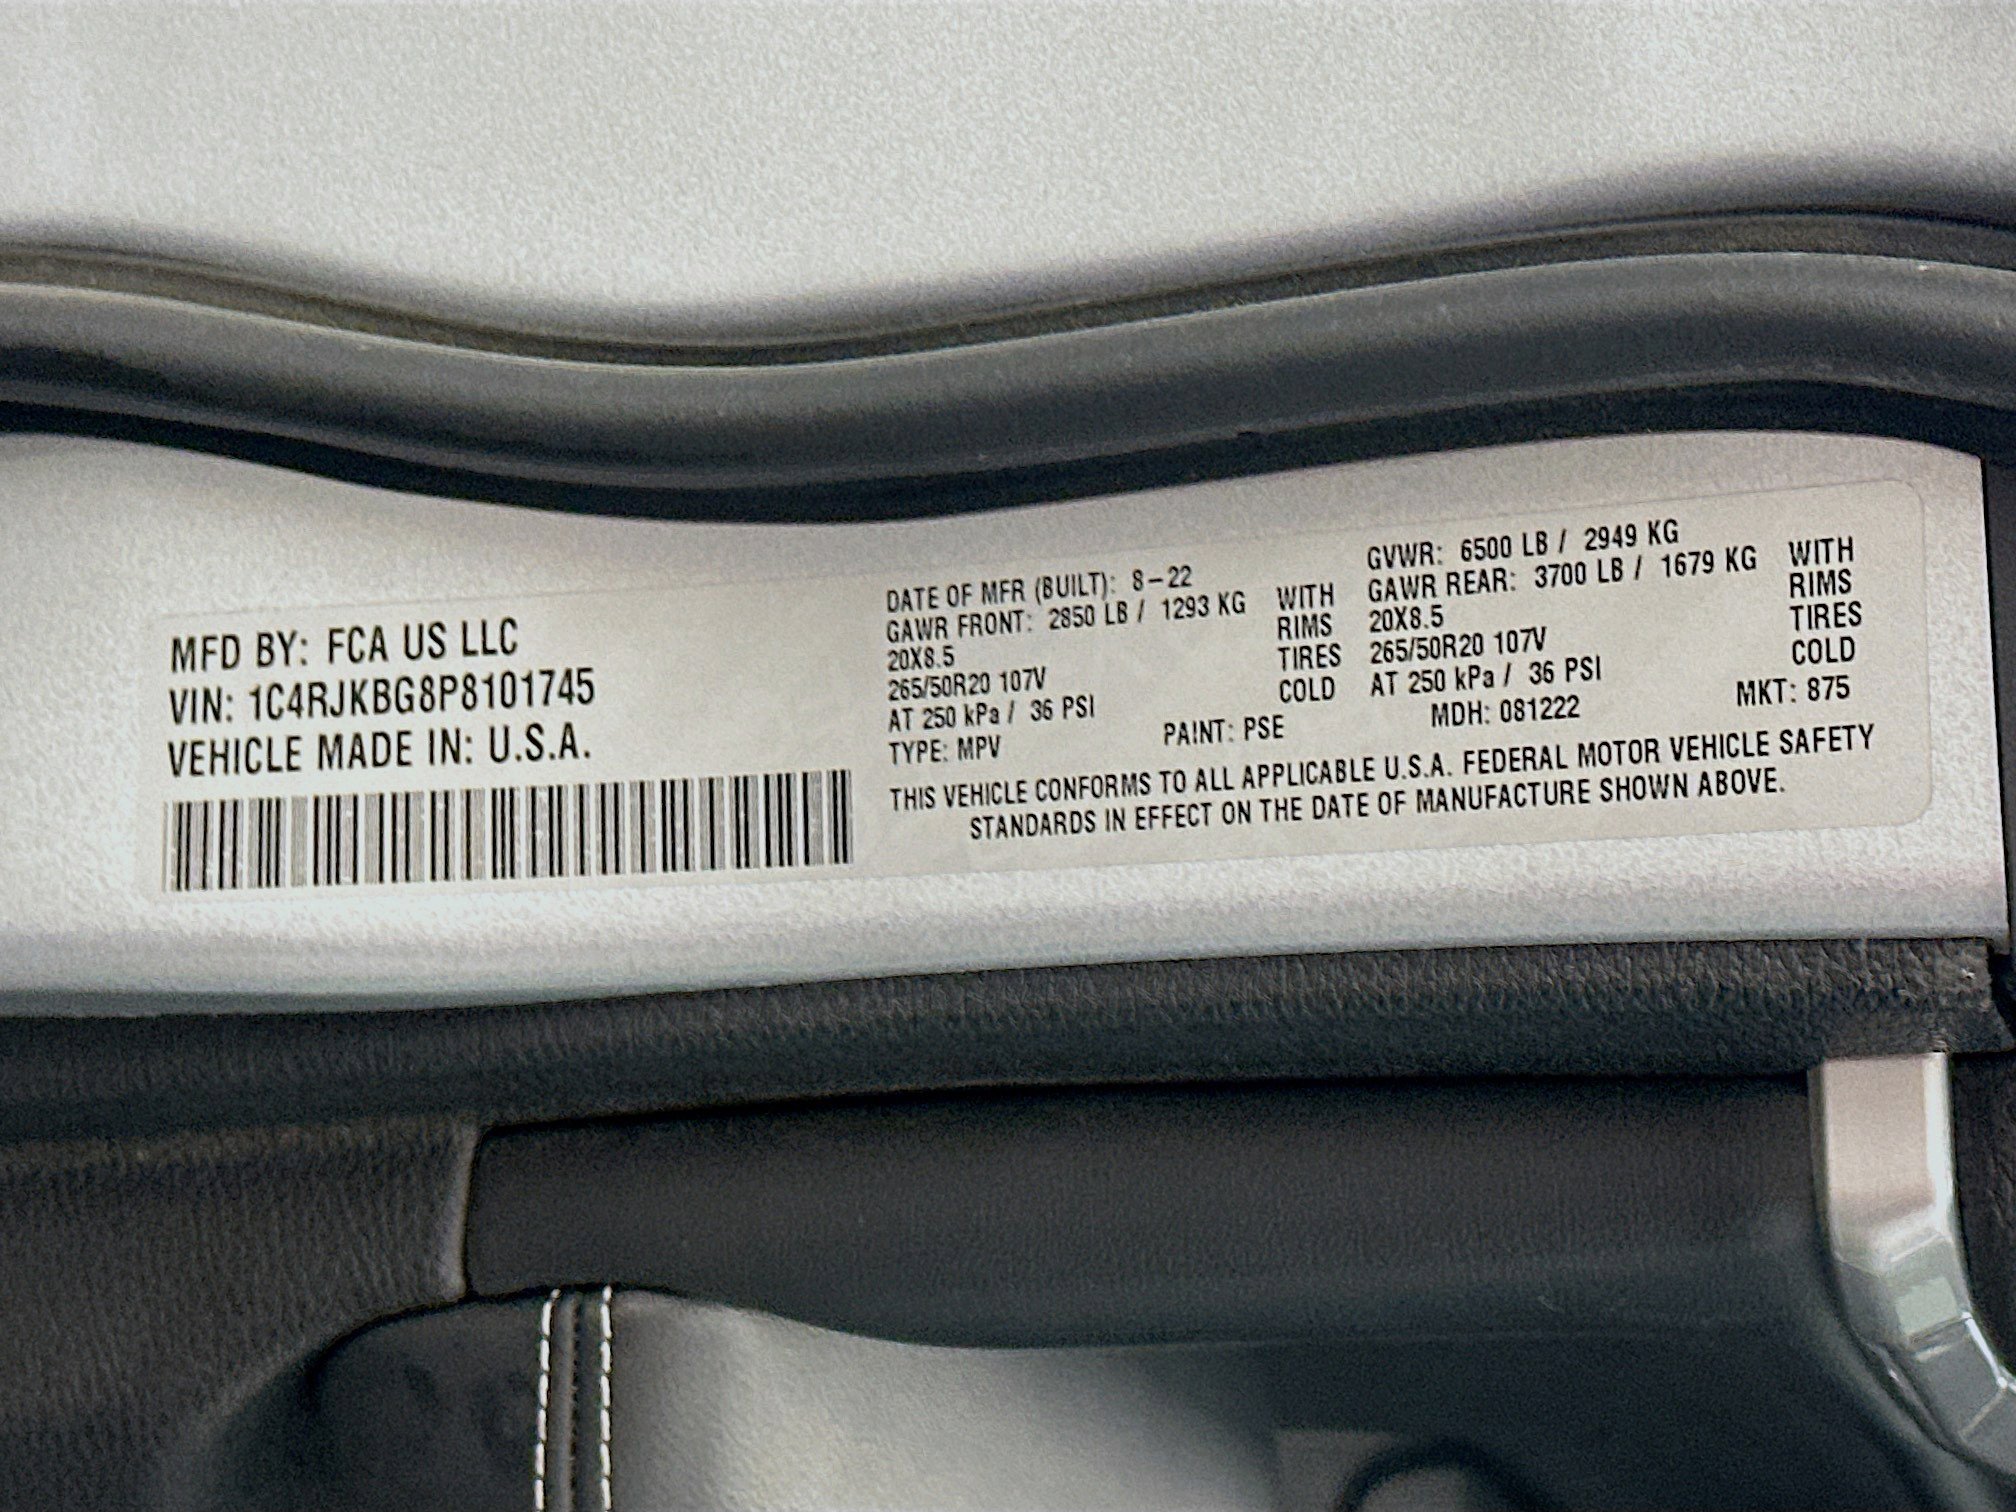 MFD BY: FCA US LLC
VIN: 1C4RJKBG8P8101745
VEHICLE MADE IN: U.S.A.
DATE OF MFR (BUILT): 8-22 GVWR: 6500 LB / 2949 KG
GAWR FRONT: 2850 LB / 1293 KG WITH GAWR REAR: 3700 LB / 1679 KG WITH
20X8.5 RIMS 20X8.5 RIMS
265/50R20 107V TIRES 265/50R20 107V TIRES
AT 250 kPa / 36 PSI COLD AT 250 kPa / 36 PSI COLD
TYPE: MPV PAINT: PSE MDH: 081222 MKT: 875
THIS VEHICLE CONFORMS TO ALL APPLICABLE U.S.A. FEDERAL MOTOR VEHICLE SAFETY
STANDARDS IN EFFECT ON THE DATE OF MANUFACTURE SHOWN ABOVE.